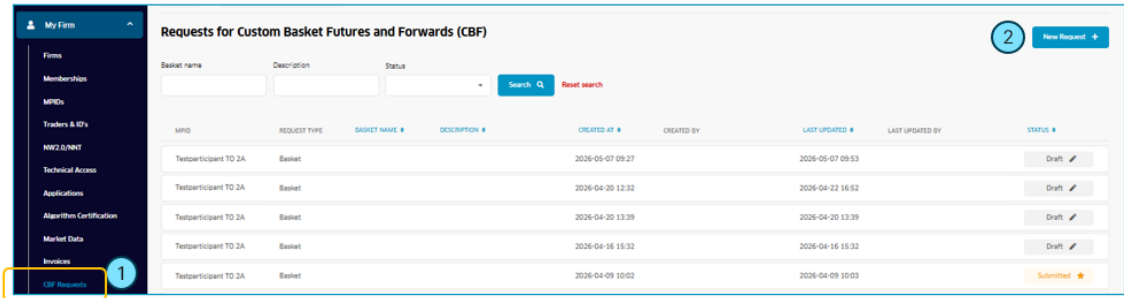 My Firm
Firms
Memberships
MPIDs
Traders & ID's
NW2.0/NNT
Technical Access
Applications
Algorithm Certification
Market Data
Invoices
CBF Requests
1
Requests for Custom Basket Futures and Forwards (CBF)
2
New Request +
Basket name Description Status
Search Reset search
MPID REQUEST TYPE BASKET NAME DESCRIPTION CREATED AT CREATED BY LAST UPDATED LAST UPDATED BY STATUS
Testparticipant TO 2A Basket 2026-05-07 09:27 2026-05-07 09:53 Draft
Testparticipant TO 2A Basket 2026-04-20 12:32 2026-04-22 16:52 Draft
Testparticipant TO 2A Basket 2026-04-20 13:39 2026-04-20 13:39 Draft
Testparticipant TO 2A Basket 2026-04-16 15:32 2026-04-16 15:32 Draft
Testparticipant TO 2A Basket 2026-04-09 10:02 2026-04-09 10:03 Submitted